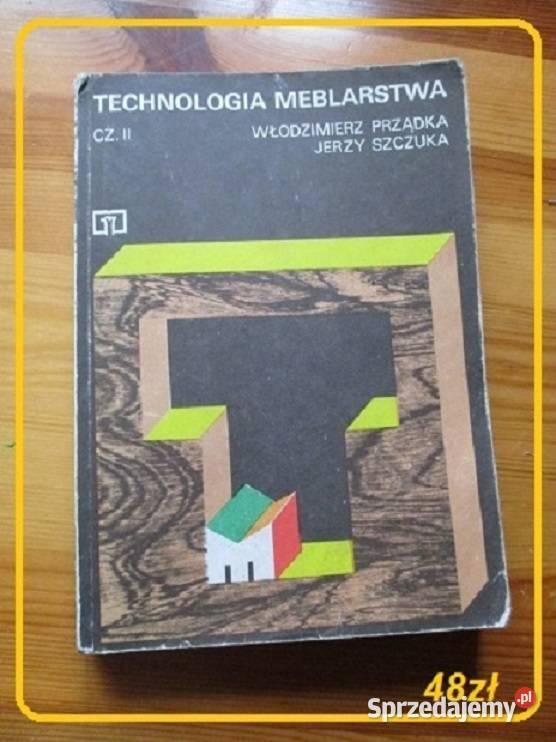 TECHNOLOGIA MEBLARSTWA
CZ. II
WŁODZIMIERZ PRZĄDKA
JERZY SZCZUKA
48zł
Sprzedajemy.pl